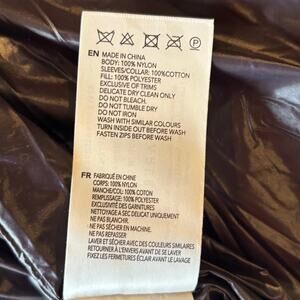 P
EN MADE IN CHINA
BODY: 100% NYLON
SLEEVES/COLLAR: 100%COTTON
FILL: 100% POLYESTER
EXCLUSIVE OF TRIMS
DELICATE DRY CLEAN ONLY
DO NOT BLEACH.
DO NOT TUMBLE DRY
DO NOT IRON
WASH WITH SIMILAR COLOURS
TURN INSIDE OUT BEFORE WASH
FASTEN ZIPS BEFORE WASH
FR FABRIQUÉ EN CHINE
CORPS: 100% NYLON
MANCHE/COL: 100% COTON
REMPLISSAGE: 100% POLYESTER
EXCLUSIVITÉ DES GARNITURES
NETTOYAGE A SEC DELICAT UNIQUEMENT
NE PAS BLANCHIR.
NE PAS SÉCHER EN MACHINE.
NE PAS REPASSER
LAVER ET SÉCHER AVEC DES COULEURS SIMILAIRES
RETOURNER À L'ENVERS AVANT DE SE LAVER
FIXEZ LES FERMETURES ÉCLAIR AVANT LE LAVAGE